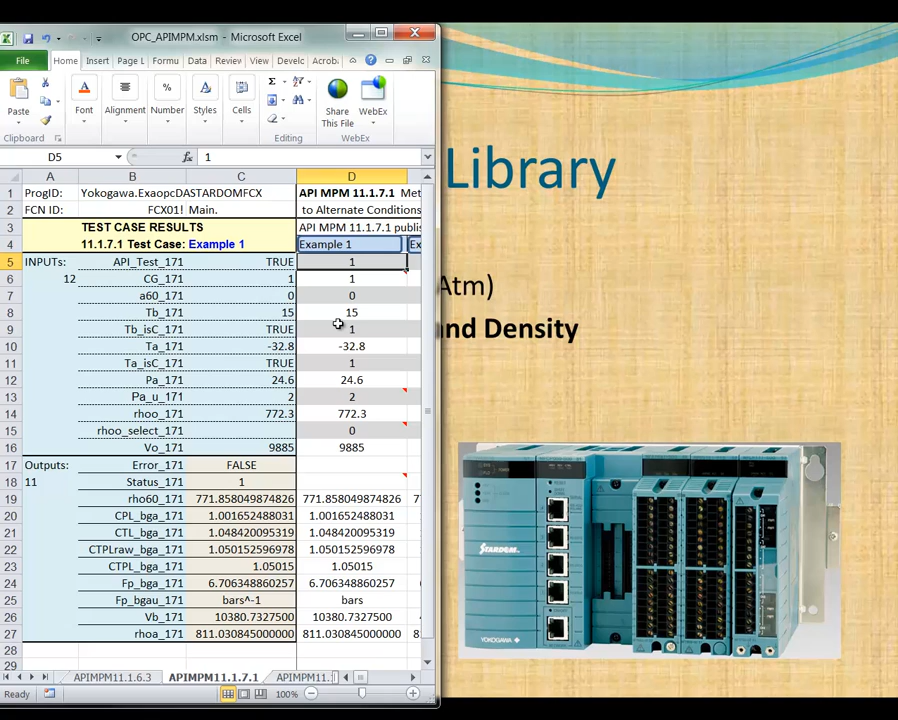 OPC_APIMPM.xlsm - Microsoft Excel
File Home Insert Page L Formu Data Review View Develc Acrob
Paste Font Alignment Number Styles Cells Share This File WebEx
Clipboard Editing WebEx
D5 fx 1
A B C D
1 ProgID: Yokogawa.ExaopcDASTARDOMFCX API MPM 11.1.7.1 Met
2 FCN ID: FCX01! Main. to Alternate Conditions
3 TEST CASE RESULTS API MPM 11.1.7.1 publis
4 11.1.7.1 Test Case: Example 1 Example 1 Ex
5 INPUTs: API_Test_171 TRUE 1
6 12 CG_171 1 1
7 a60_171 0 0
8 Tb_171 15 15
9 Tb_isC_171 TRUE 1
10 Ta_171 -32.8 -32.8
11 Ta_isC_171 TRUE 1
12 Pa_171 24.6 24.6
13 Pa_u_171 2 2
14 rhoo_171 772.3 772.3
15 rhoo_select_171 0
16 Vo_171 9885 9885
17 Outputs: Error_171 FALSE
18 11 Status_171 1
19 rho60_171 771.858049874826 771.858049874826 7
20 CPL_bga_171 1.001652488031 1.001652488031
21 CTL_bga_171 1.048420095319 1.048420095319
22 CTPLraw_bga_171 1.050152596978 1.050152596978
23 CTPL_bga_171 1.05015 1.05015
24 Fp_bga_171 6.706348860257 6.706348860257
25 Fp_bgau_171 bars^-1 bars
26 Vb_171 10380.7327500 10380.7327500
27 rhoa_171 811.030845000000 811.030845000000 8
28
29
APIMPM11.1.6.3 APIMPM11.1.7.1 APIMPM11.
Ready 100%
Library
Atm)
nd Density
STARDOM
YOKOGAWA